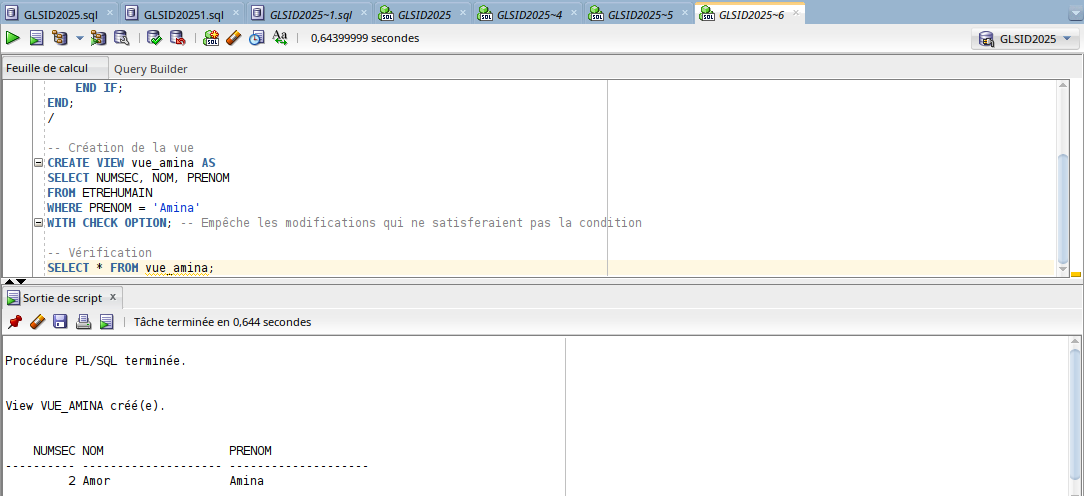 GLSID2025.sql GLSID20251.sql GLSID2025~1.sql GLSID2025 GLSID2025~4 GLSID2025~5 GLSID2025~6
0,64399999 secondes GLSID2025
Feuille de calcul Query Builder
END IF;
END;
/
-- Création de la vue
CREATE VIEW vue_amina AS
SELECT NUMSEC, NOM, PRENOM
FROM ETREHUMAIN
WHERE PRENOM = 'Amina'
WITH CHECK OPTION; -- Empêche les modifications qui ne satisferaient pas la condition
-- Vérification
SELECT * FROM vue_amina;
Sortie de script x
Tâche terminée en 0,644 secondes
Procédure PL/SQL terminée.
View VUE_AMINA créé(e).
NUMSEC NOM PRENOM
---------- -------------------- --------------------
2 Amor Amina